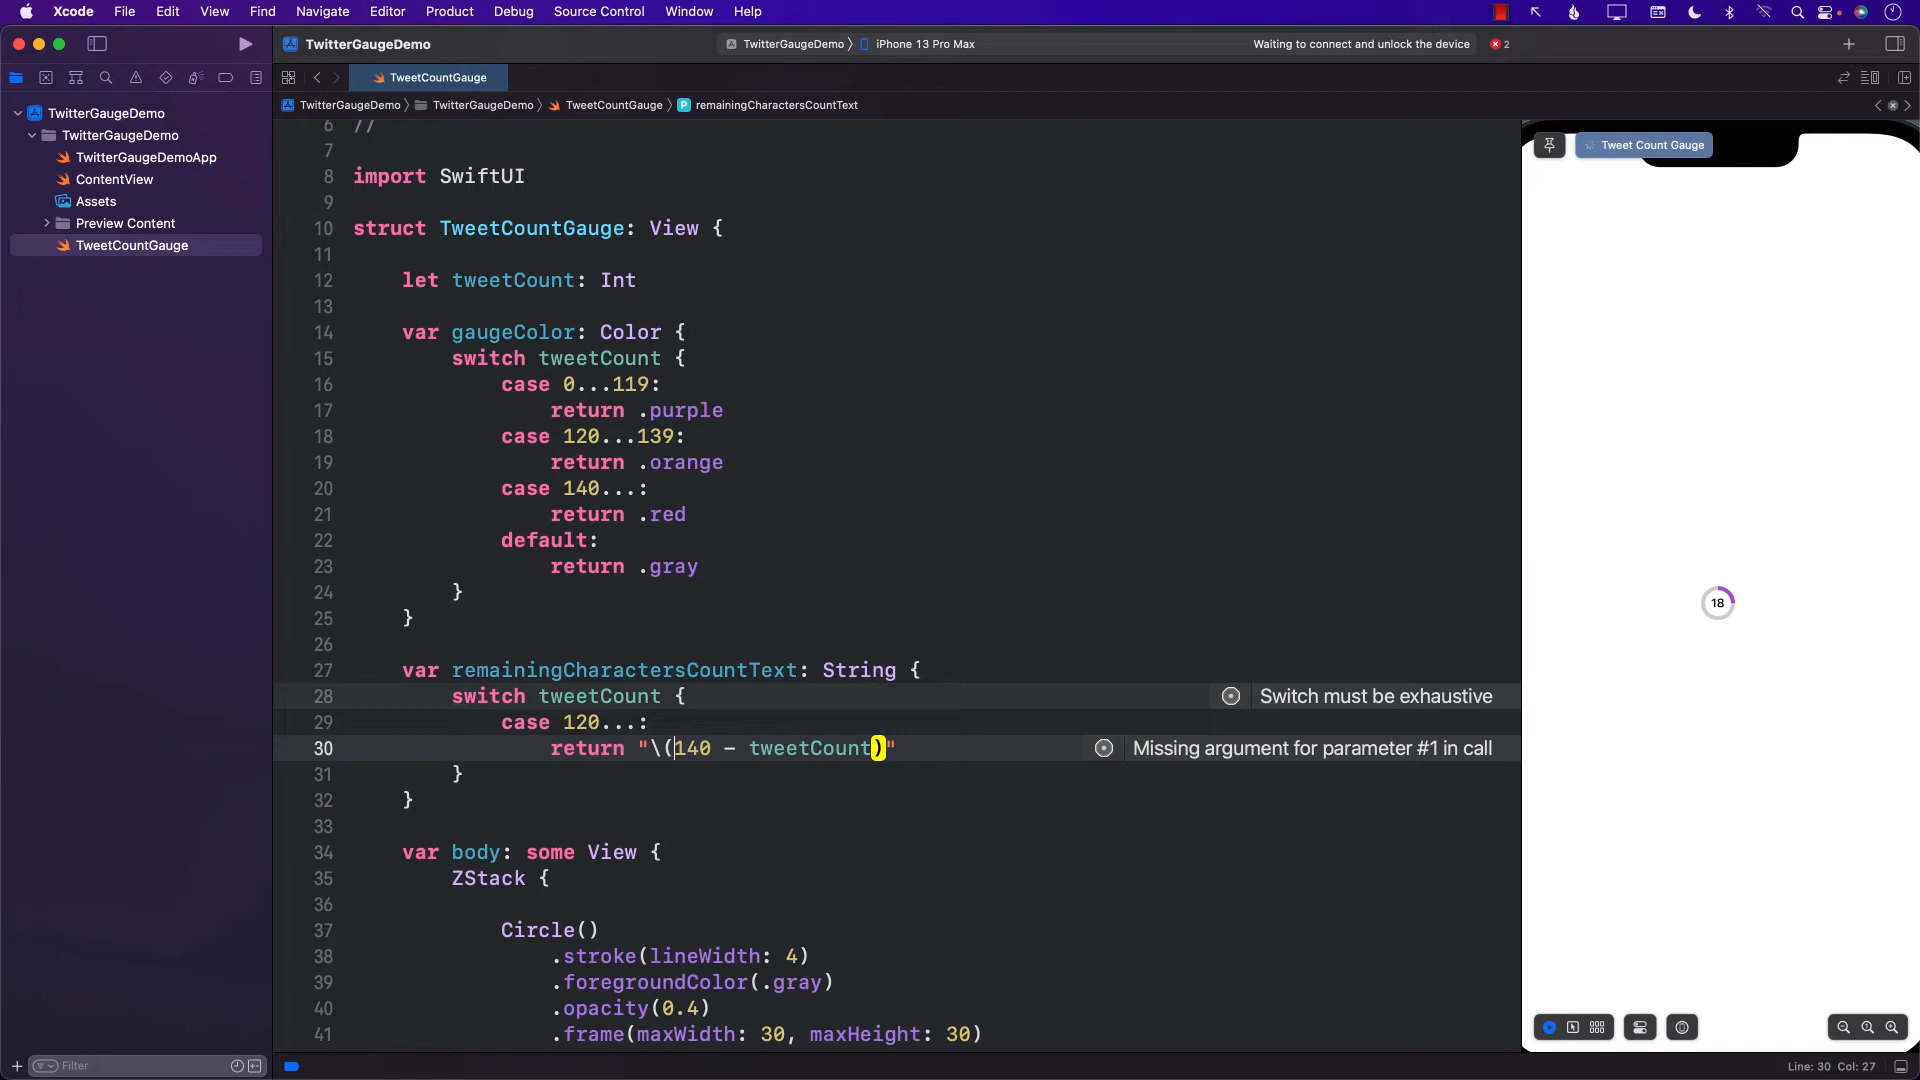 Xcode File Edit View Find Navigate Editor Product Debug Source Control Window Help
TwitterGaugeDemo
TwitterGaugeDemo iPhone 13 Pro Max Waiting to connect and unlock the device 2
TweetCountGauge
TwitterGaugeDemo TwitterGaugeDemo TweetCountGauge P remainingCharactersCountText
TwitterGaugeDemo
TwitterGaugeDemo
TwitterGaugeDemoApp
ContentView
Assets
Preview Content
TweetCountGauge
Filter
6 //
7
8 import SwiftUI
9
10 struct TweetCountGauge: View {
11
12 let tweetCount: Int
13
14 var gaugeColor: Color {
15 switch tweetCount {
16 case 0...119:
17 return .purple
18 case 120...139:
19 return .orange
20 case 140...:
21 return .red
22 default:
23 return .gray
24 }
25 }
26
27 var remainingCharactersCountText: String {
28 switch tweetCount { Switch must be exhaustive
29 case 120...:
30 return "\(140 - tweetCount)" Missing argument for parameter #1 in call
31 }
32 }
33
34 var body: some View {
35 ZStack {
36
37 Circle()
38 .stroke(lineWidth: 4)
39 .foregroundColor(.gray)
40 .opacity(0.4)
41 .frame(maxWidth: 30, maxHeight: 30)
Tweet Count Gauge
18
Line: 30 Col: 27